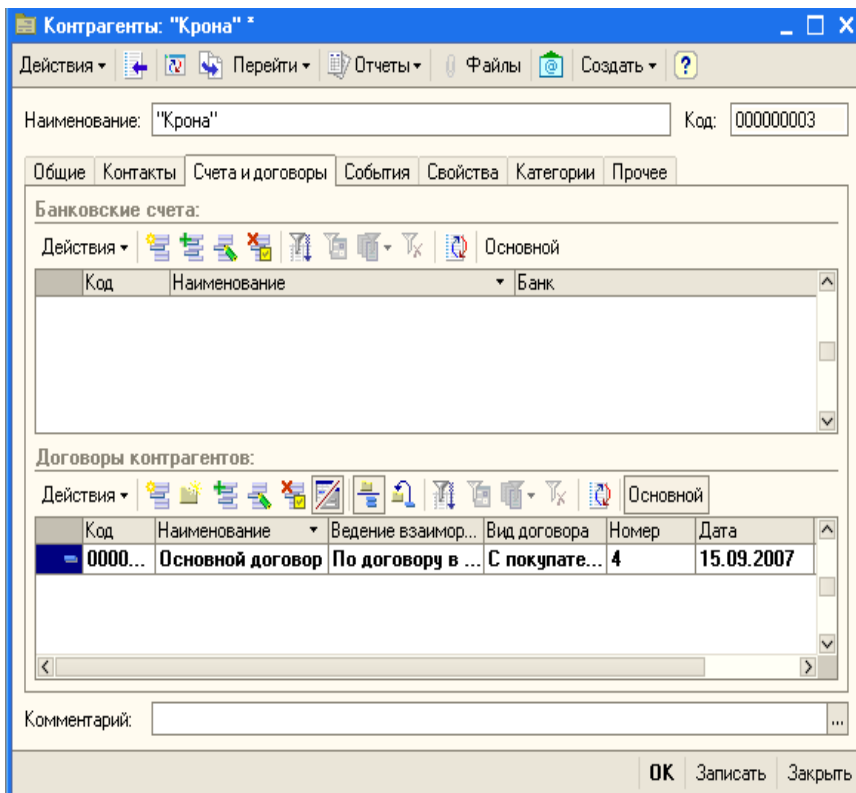 Контрагенты: "Крона" *
Действия Перейти Отчеты Файлы Создать ?
Наименование: "Крона" Код: 000000003
Общие Контакты Счета и договоры События Свойства Категории Прочее
Банковские счета:
Действия Основной
Код Наименование Банк
Договоры контрагентов:
Действия Основной
Код Наименование Ведение взаимор... Вид договора Номер Дата
0000... Основной договор По договору в ... С покупате... 4 15.09.2007
Комментарий: ...
ОК Записать Закрыть